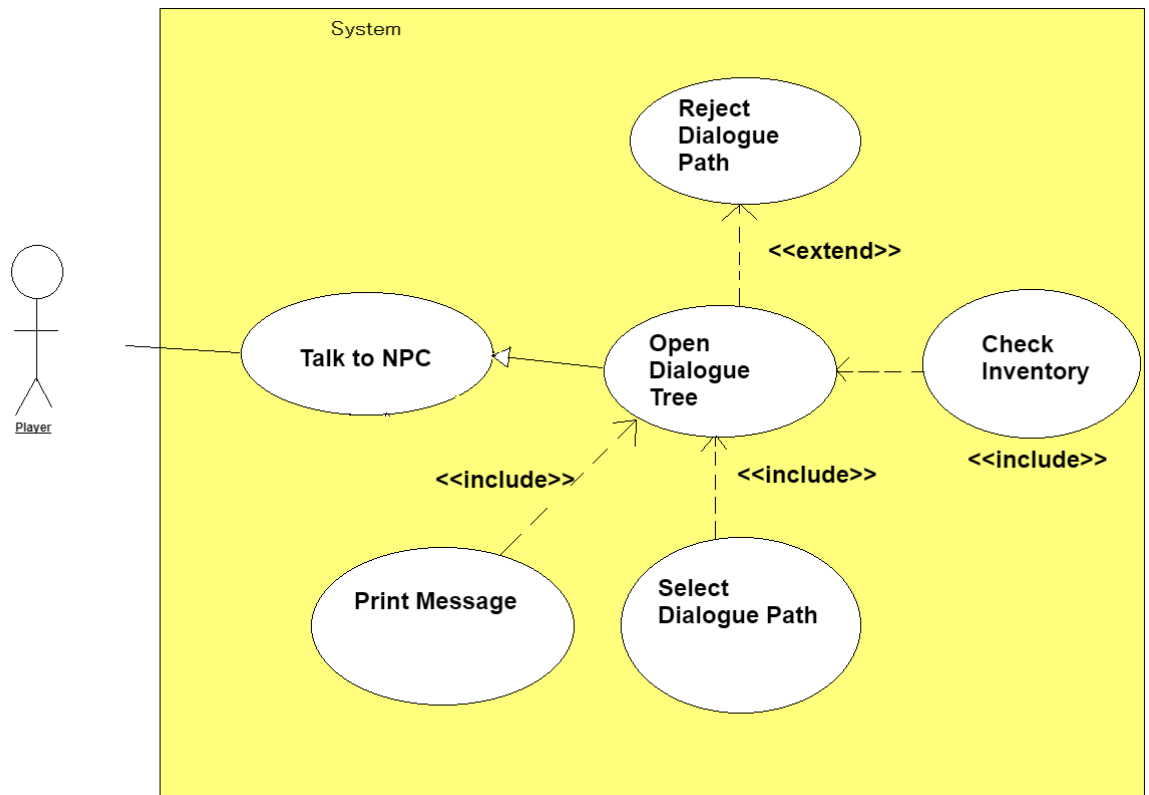 System
Reject
Dialogue
Path
<<extend>>
Talk to NPC
Open
Dialogue
Tree
Check
Inventory
Player
<<include>>
<<include>>
<<include>>
Print Message
Select
Dialogue Path